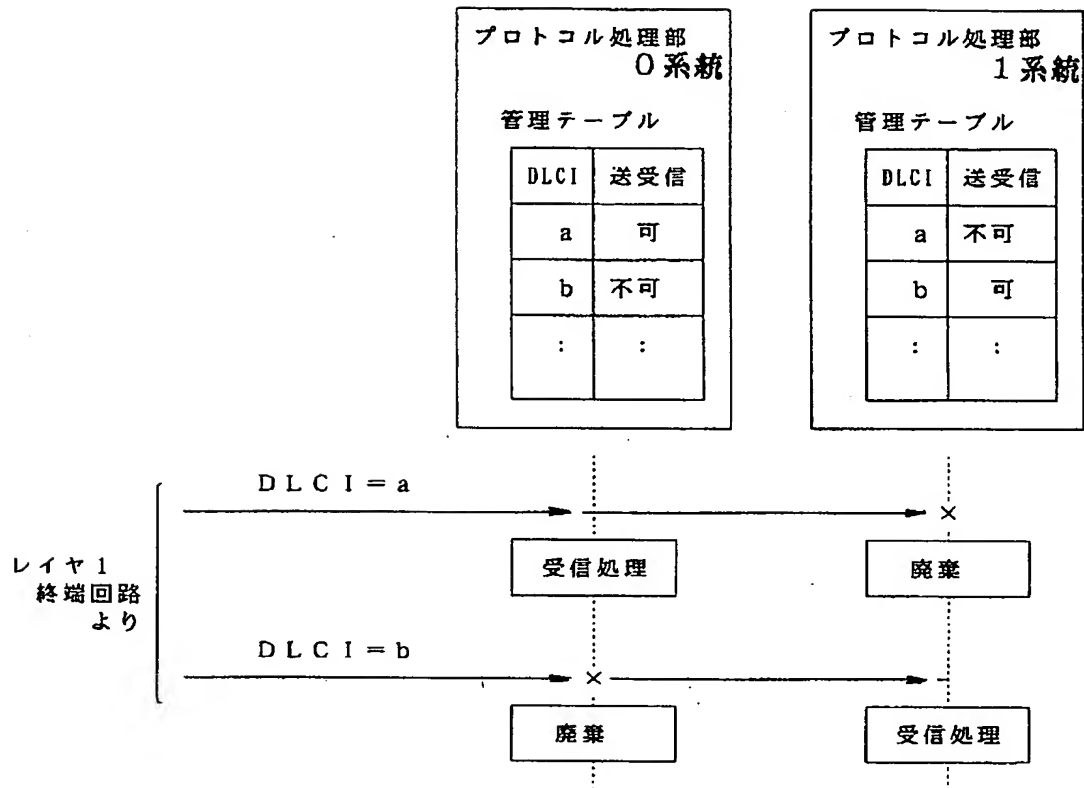 プロトコル処理部
0系統
管理テーブル
DLCI 送受信
a 可
b 不可
: :
プロトコル処理部
1系統
管理テーブル
DLCI 送受信
a 不可
b 可
: :
レイヤ1
終端回路
より
DLCI=a
×
受信処理 廃棄
DLCI=b
×
廃棄 受信処理